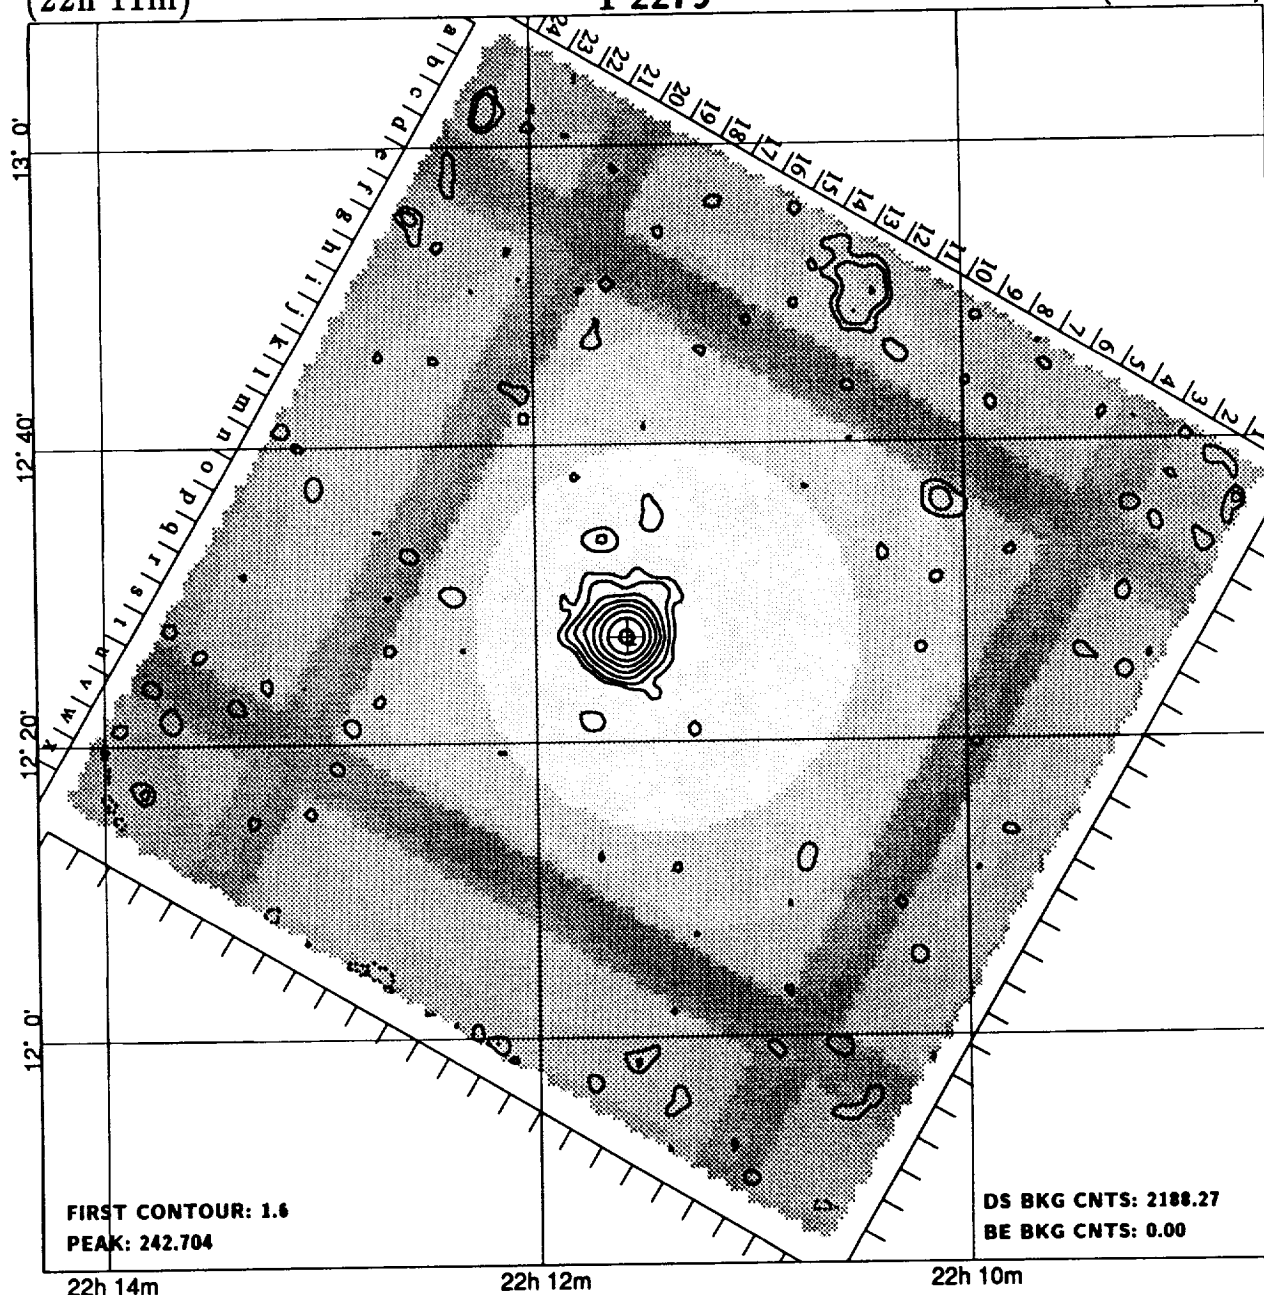 (22h 11m)
I 2275
24 23 22 21 20 19 18 17 16 15 14 13 12 11 10 9 8 7 6 5 4 3 2 1
a b c d e f g h i j k l m n o p q r s t u v w x
13° 0'
12° 40'
12° 20'
12° 0'
FIRST CONTOUR: 1.6
PEAK: 242.704
DS BKG CNTS: 2188.27
BE BKG CNTS: 0.00
22h 14m
22h 12m
22h 10m